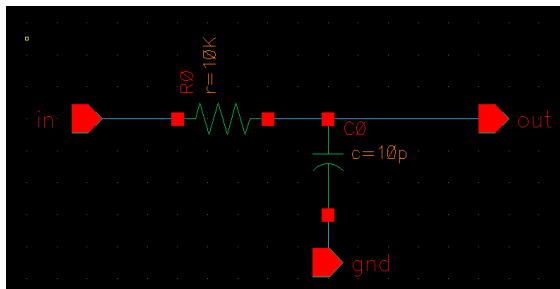 in
R0
r=10K
C0
c=10p
out
gnd